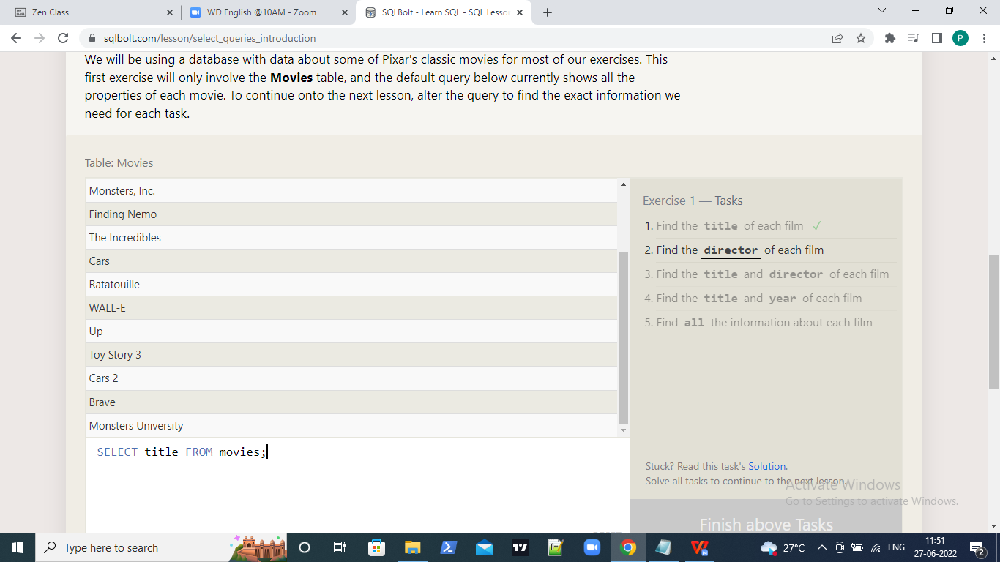 Zen Class
WD English @10AM - Zoom
SQLBolt - Learn SQL - SQL Lesso
sqlbolt.com/lesson/select_queries_introduction
P
We will be using a database with data about some of Pixar's classic movies for most of our exercises. This
first exercise will only involve the Movies table, and the default query below currently shows all the
properties of each movie. To continue onto the next lesson, alter the query to find the exact information we
need for each task.
Table: Movies
Monsters, Inc.
Finding Nemo
The Incredibles
Cars
Ratatouille
WALL-E
Up
Toy Story 3
Cars 2
Brave
Monsters University
SELECT title FROM movies;
Exercise 1 — Tasks
1. Find the title of each film ✓
2. Find the director of each film
3. Find the title and director of each film
4. Find the title and year of each film
5. Find all the information about each film
Stuck? Read this task's Solution.
Solve all tasks to continue to the next lesson.
Activate Windows
Go to Settings to activate Windows.
Finish above Tasks
Type here to search
27°C
ENG
11:51
27-06-2022
2